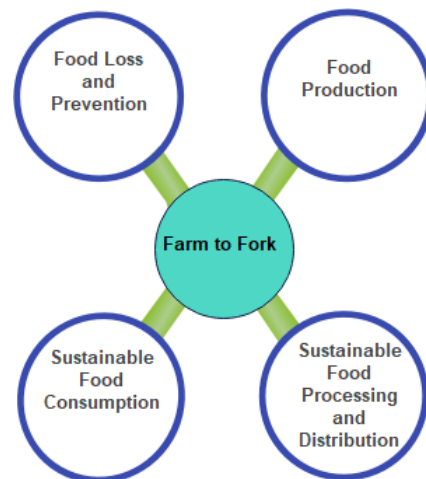 Food Loss
and
Prevention
Food
Production
Farm to Fork
Sustainable
Food
Consumption
Sustainable
Food
Processing
and
Distribution